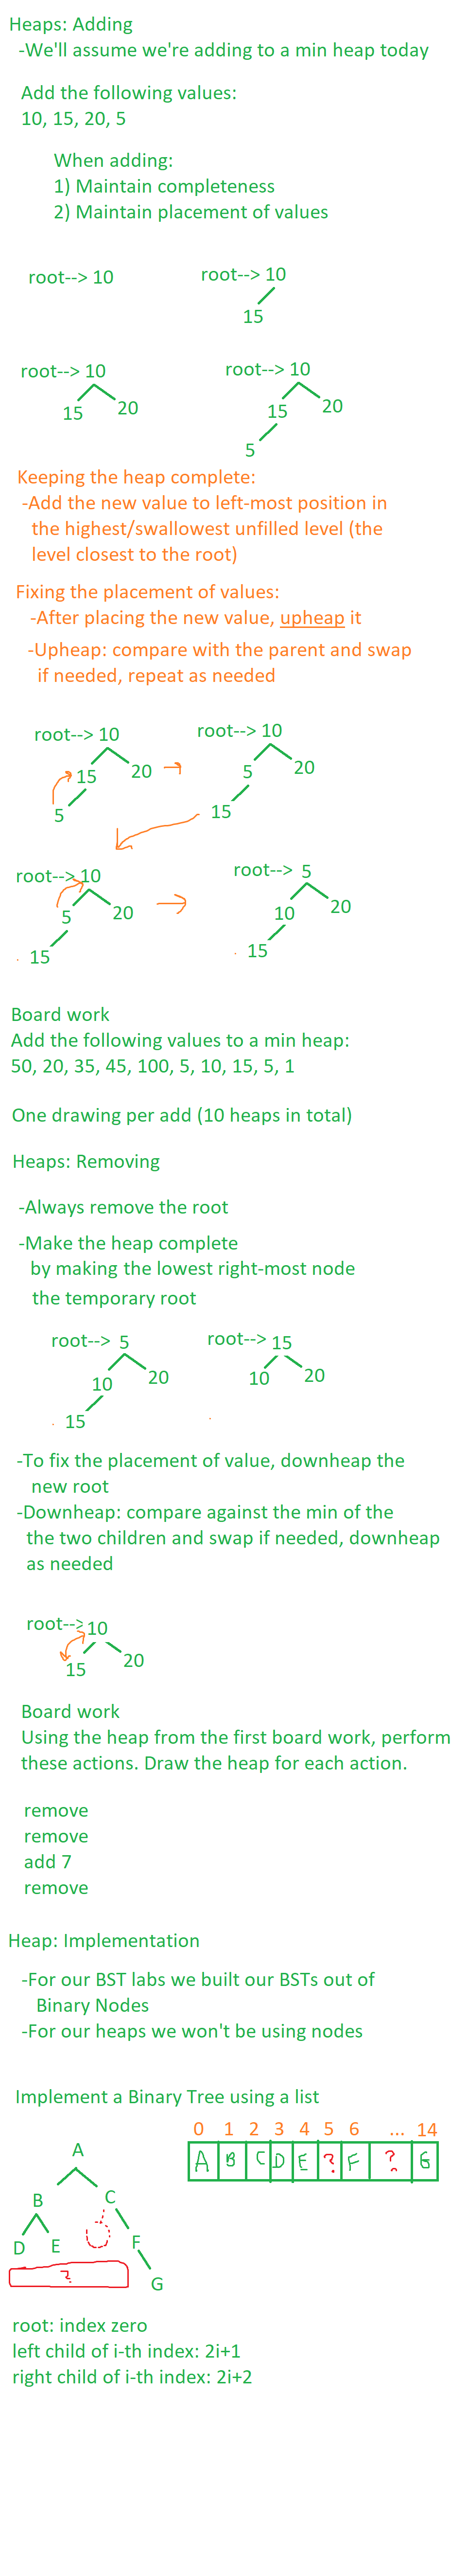 Heaps: Adding
-We'll assume we're adding to a min heap today
Add the following values:
10, 15, 20, 5
When adding:
1) Maintain completeness
2) Maintain placement of values
root--> 10
root--> 10
15
root--> 10
15 20
root--> 10
15 20
5
Keeping the heap complete:
-Add the new value to left-most position in
the highest/swallowest unfilled level (the
level closest to the root)
Fixing the placement of values:
-After placing the new value, upheap it
-Upheap: compare with the parent and swap
if needed, repeat as needed
root--> 10
15 20
5
root--> 10
5 20
15
root--> 10
5 20
15
root--> 5
10 20
15
Board work
Add the following values to a min heap:
50, 20, 35, 45, 100, 5, 10, 15, 5, 1
One drawing per add (10 heaps in total)
Heaps: Removing
-Always remove the root
-Make the heap complete
by making the lowest right-most node
the temporary root
root--> 5
10 20
15
root--> 15
10 20
-To fix the placement of value, downheap the
new root
-Downheap: compare against the min of the
the two children and swap if needed, downheap
as needed
root--> 10
15 20
Board work
Using the heap from the first board work, perform
these actions. Draw the heap for each action.
remove
remove
add 7
remove
Heap: Implementation
-For our BST labs we built our BSTs out of
Binary Nodes
-For our heaps we won't be using nodes
Implement a Binary Tree using a list
0 1 2 3 4 5 6 ... 14
A B C D E ? F ? G
A
B C
D E F
? G
root: index zero
left child of i-th index: 2i+1
right child of i-th index: 2i+2